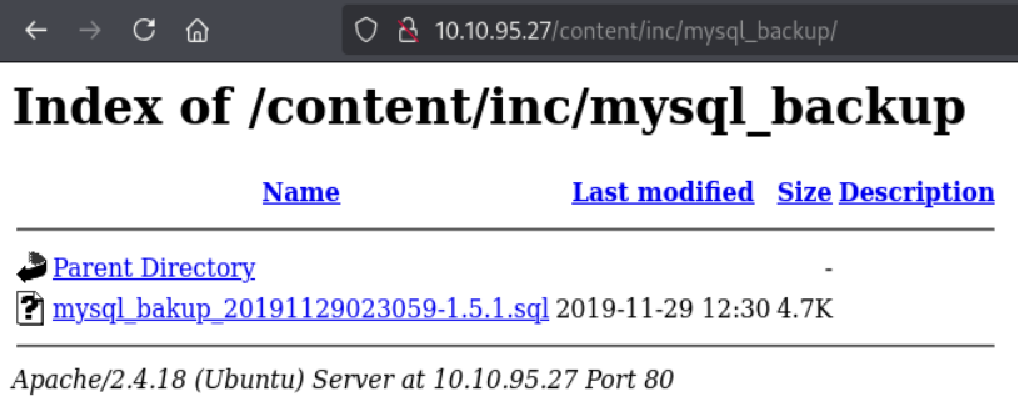 10.10.95.27/content/inc/mysql_backup/
Index of /content/inc/mysql_backup
Name Last modified Size Description
Parent Directory -
mysql_bakup_20191129023059-1.5.1.sql 2019-11-29 12:30 4.7K
Apache/2.4.18 (Ubuntu) Server at 10.10.95.27 Port 80